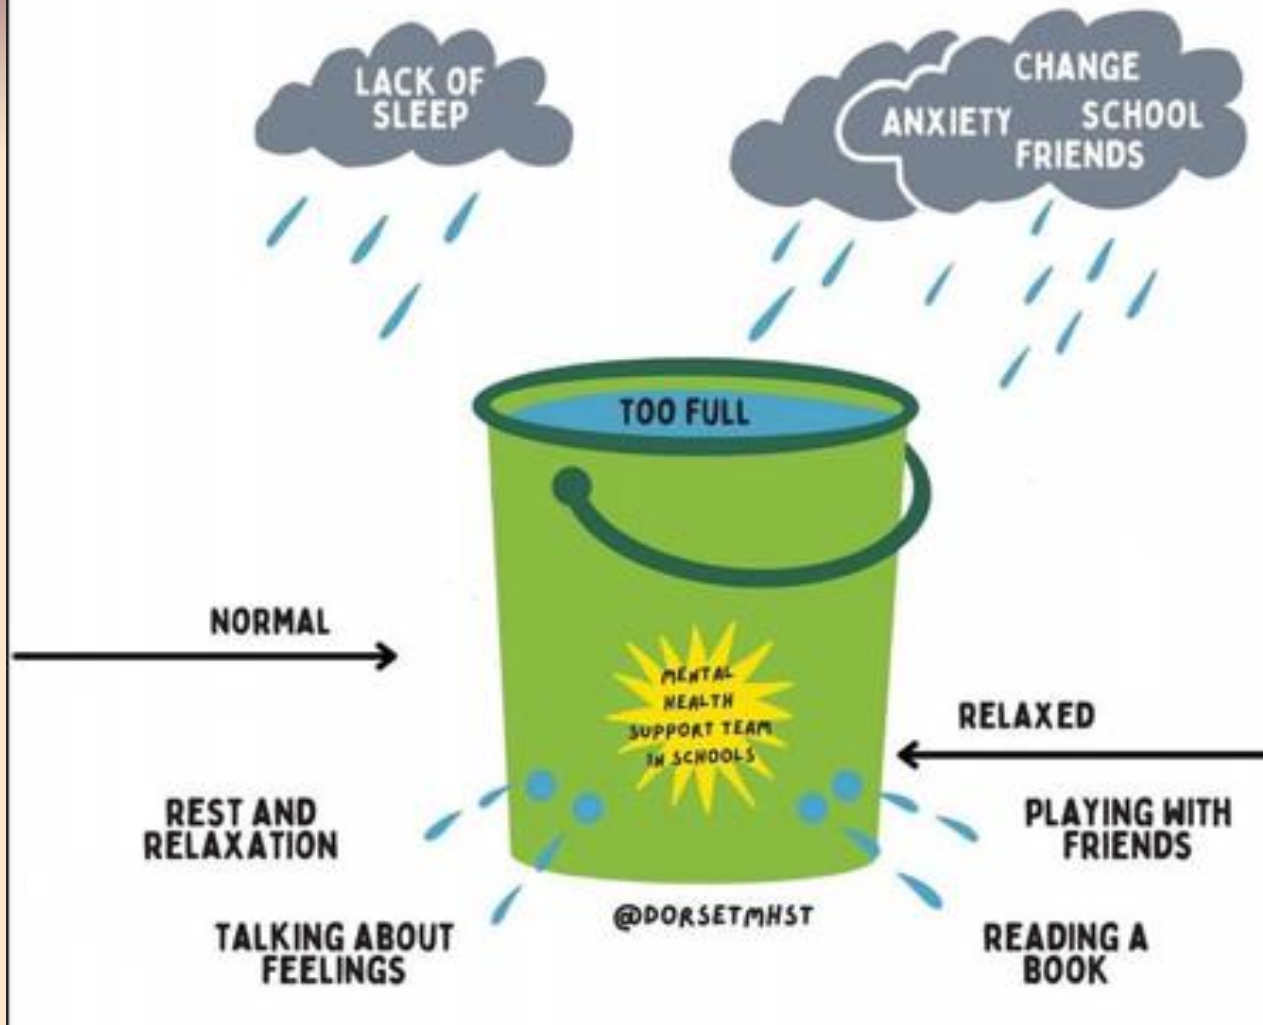 LACK OF
SLEEP
CHANGE
ANXIETY SCHOOL
FRIENDS
TOO FULL
NORMAL
MENTAL
HEALTH
SUPPORT TEAM
IN SCHOOLS
RELAXED
REST AND
RELAXATION
PLAYING WITH
FRIENDS
TALKING ABOUT
FEELINGS
@DORSETMHST
READING A
BOOK